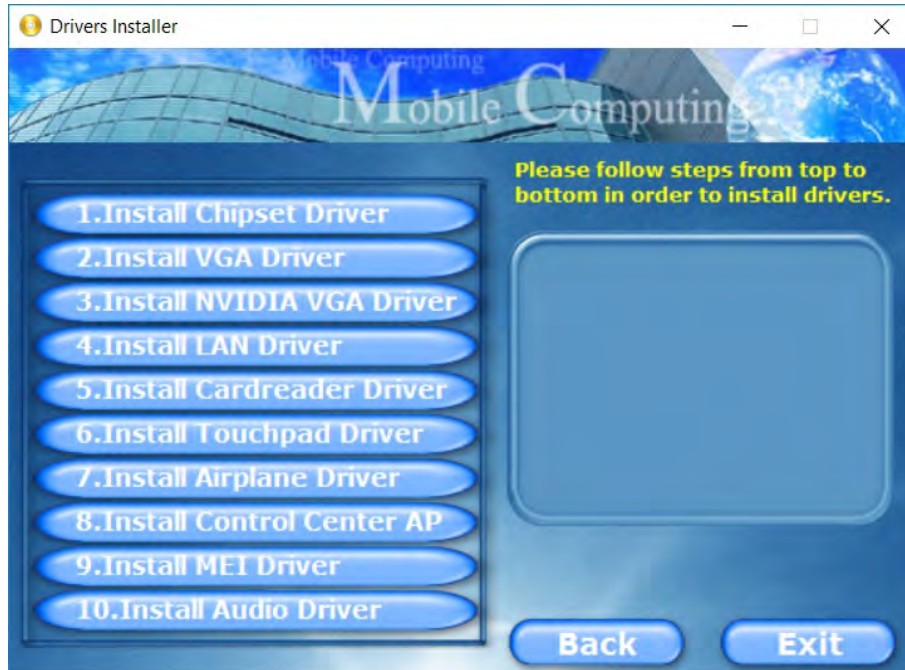 Drivers Installer
Mobile Computing
Mobile Computing
Please follow steps from top to
bottom in order to install drivers.
1.Install Chipset Driver
2.Install VGA Driver
3.Install NVIDIA VGA Driver
4.Install LAN Driver
5.Install Cardreader Driver
6.Install Touchpad Driver
7.Install Airplane Driver
8.Install Control Center AP
9.Install MEI Driver
10.Install Audio Driver
Back
Exit